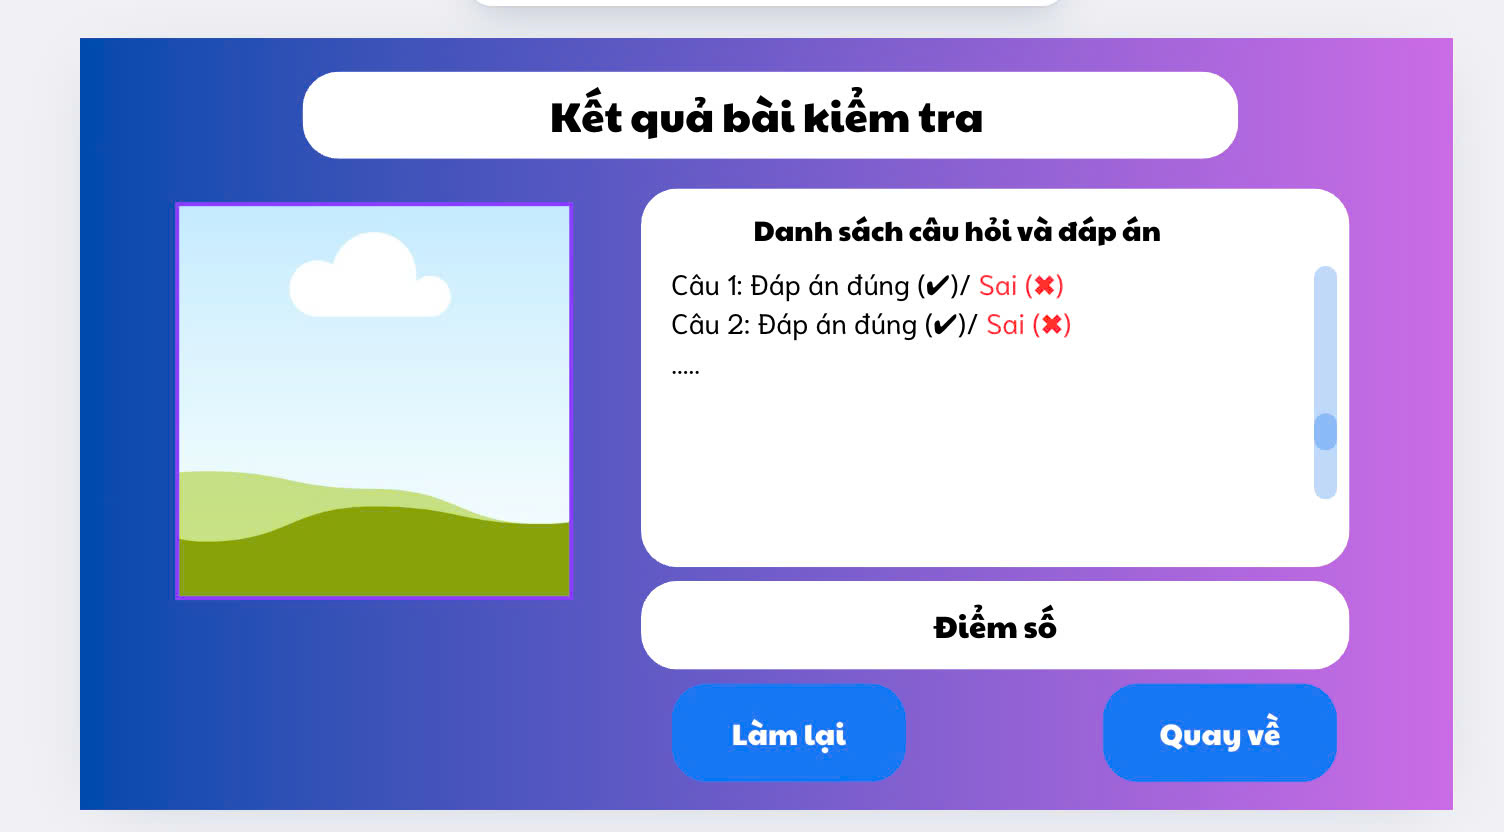 Kết quả bài kiểm tra
Danh sách câu hỏi và đáp án
Câu 1: Đáp án đúng (✔)/ Sai (✖)
Câu 2: Đáp án đúng (✔)/ Sai (✖)
.....
Điểm số
Làm lại
Quay về